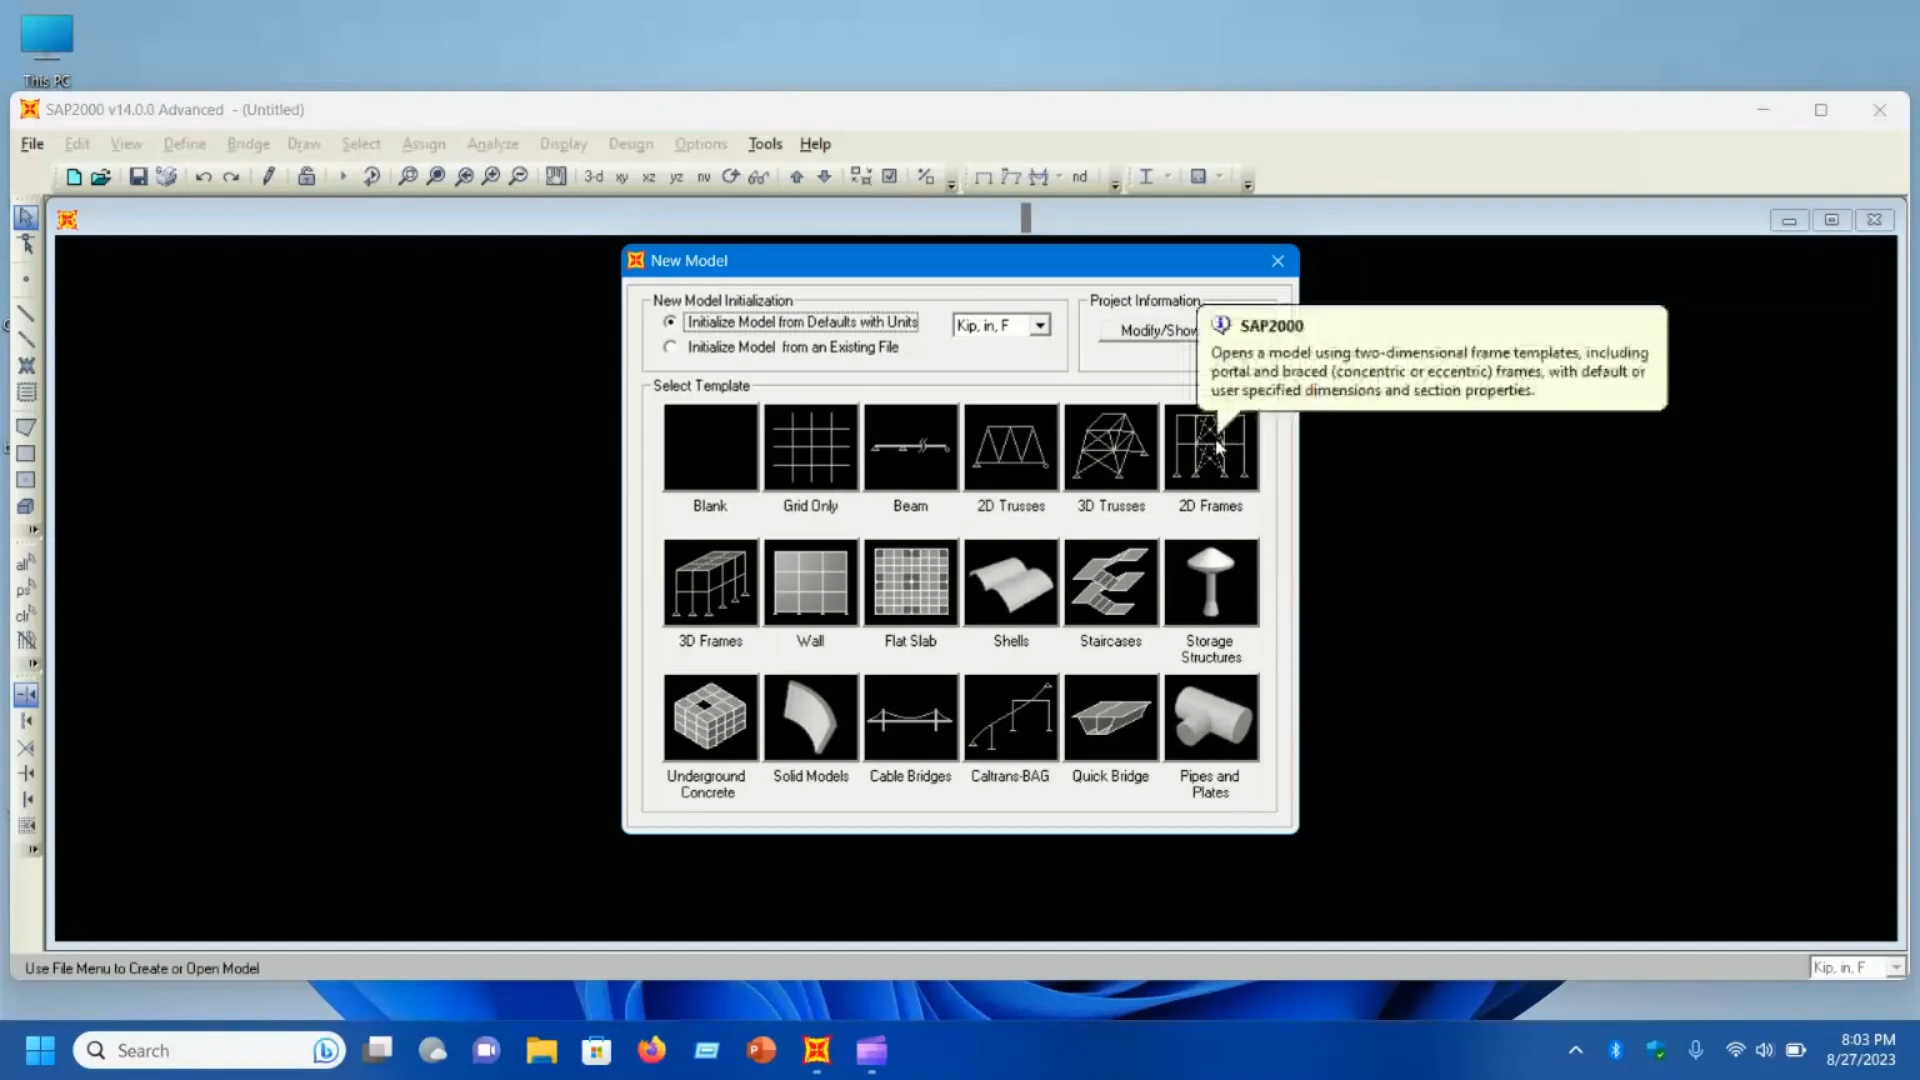 This PC
SAP2000 v14.0.0 Advanced - (Untitled)
File Edit View Define Bridge Draw Select Assign Analyze Display Design Options Tools Help
3-d xy xz yz nv nd
New Model
New Model Initialization
Project Information
Initialize Model from Defaults with Units
Kip, in, F
Modify/Show
Initialize Model from an Existing File
SAP2000
Opens a model using two-dimensional frame templates, including
portal and braced (concentric or eccentric) frames, with default or
user specified dimensions and section properties.
Select Template
Blank Grid Only Beam 2D Trusses 3D Trusses 2D Frames
3D Frames Wall Flat Slab Shells Staircases Storage
Structures
Underground Solid Models Cable Bridges Caltrans-BAG Quick Bridge Pipes and
Concrete Plates
all
ps
clr
Use File Menu to Create or Open Model
Kip, in, F
Search
8:03 PM
8/27/2023